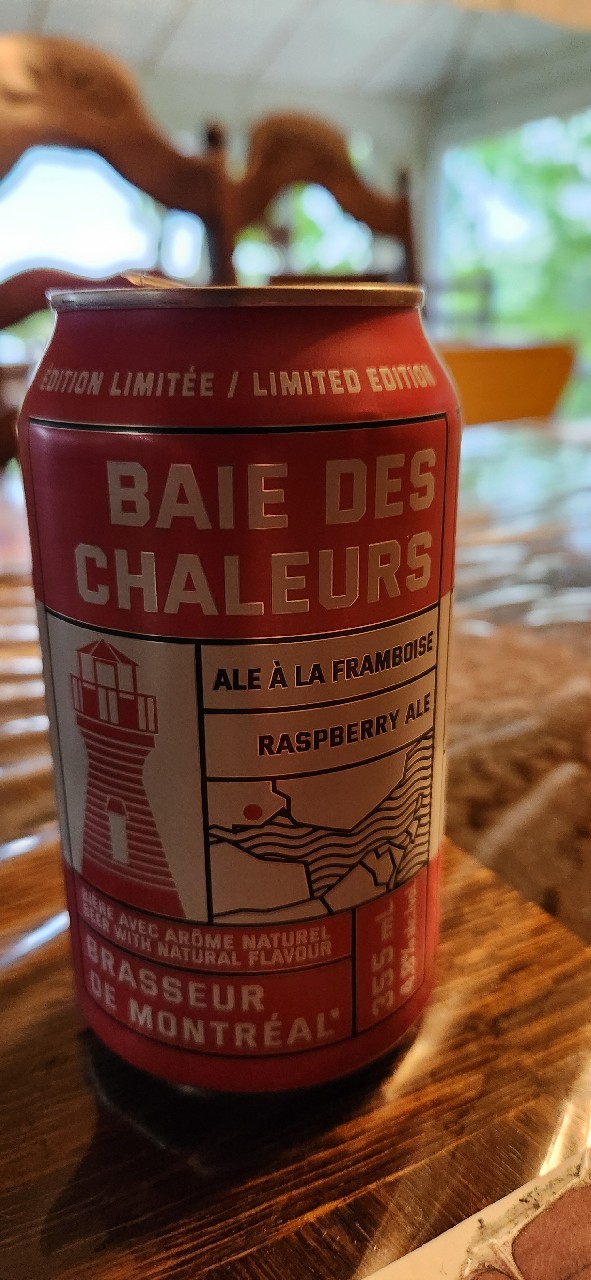 ÉDITION LIMITÉE / LIMITED EDITION
BAIE DES
CHALEURS
ALE À LA FRAMBOISE
RASPBERRY ALE
BIÈRE AVEC ARÔME NATUREL
BEER WITH NATURAL FLAVOUR
BRASSEUR
DE MONTRÉAL
355 mL